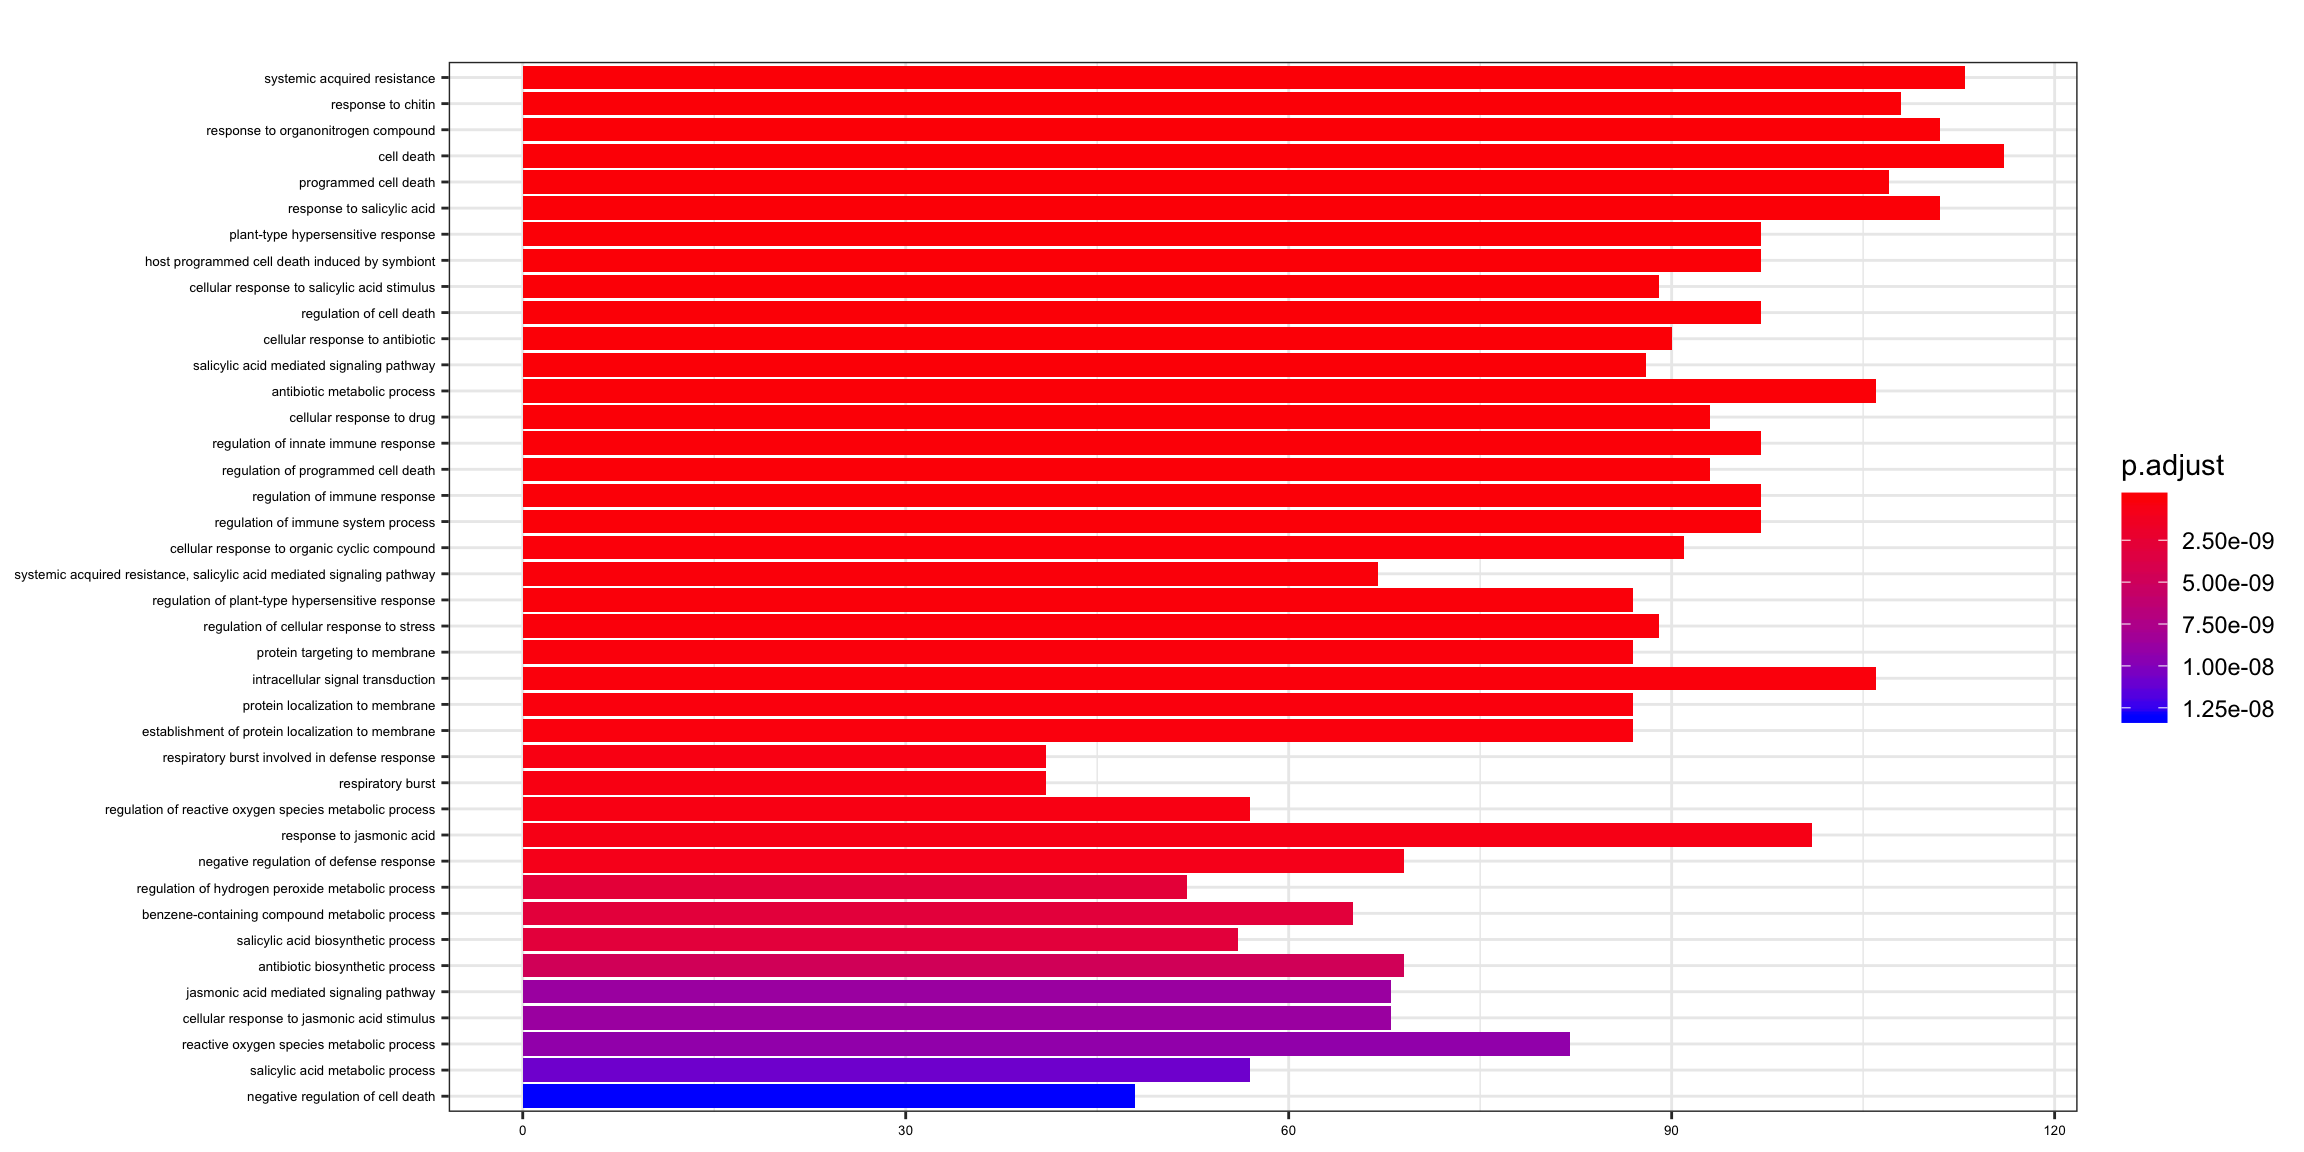 systemic acquired resistance
response to chitin
response to organonitrogen compound
cell death
programmed cell death
response to salicylic acid
plant-type hypersensitive response
host programmed cell death induced by symbiont
cellular response to salicylic acid stimulus
regulation of cell death
cellular response to antibiotic
salicylic acid mediated signaling pathway
antibiotic metabolic process
cellular response to drug
regulation of innate immune response
regulation of programmed cell death
regulation of immune response
regulation of immune system process
cellular response to organic cyclic compound
systemic acquired resistance, salicylic acid mediated signaling pathway
regulation of plant-type hypersensitive response
regulation of cellular response to stress
protein targeting to membrane
intracellular signal transduction
protein localization to membrane
establishment of protein localization to membrane
respiratory burst involved in defense response
respiratory burst
regulation of reactive oxygen species metabolic process
response to jasmonic acid
negative regulation of defense response
regulation of hydrogen peroxide metabolic process
benzene-containing compound metabolic process
salicylic acid biosynthetic process
antibiotic biosynthetic process
jasmonic acid mediated signaling pathway
cellular response to jasmonic acid stimulus
reactive oxygen species metabolic process
salicylic acid metabolic process
negative regulation of cell death
0 30 60 90 120
p.adjust
2.50e-09
5.00e-09
7.50e-09
1.00e-08
1.25e-08